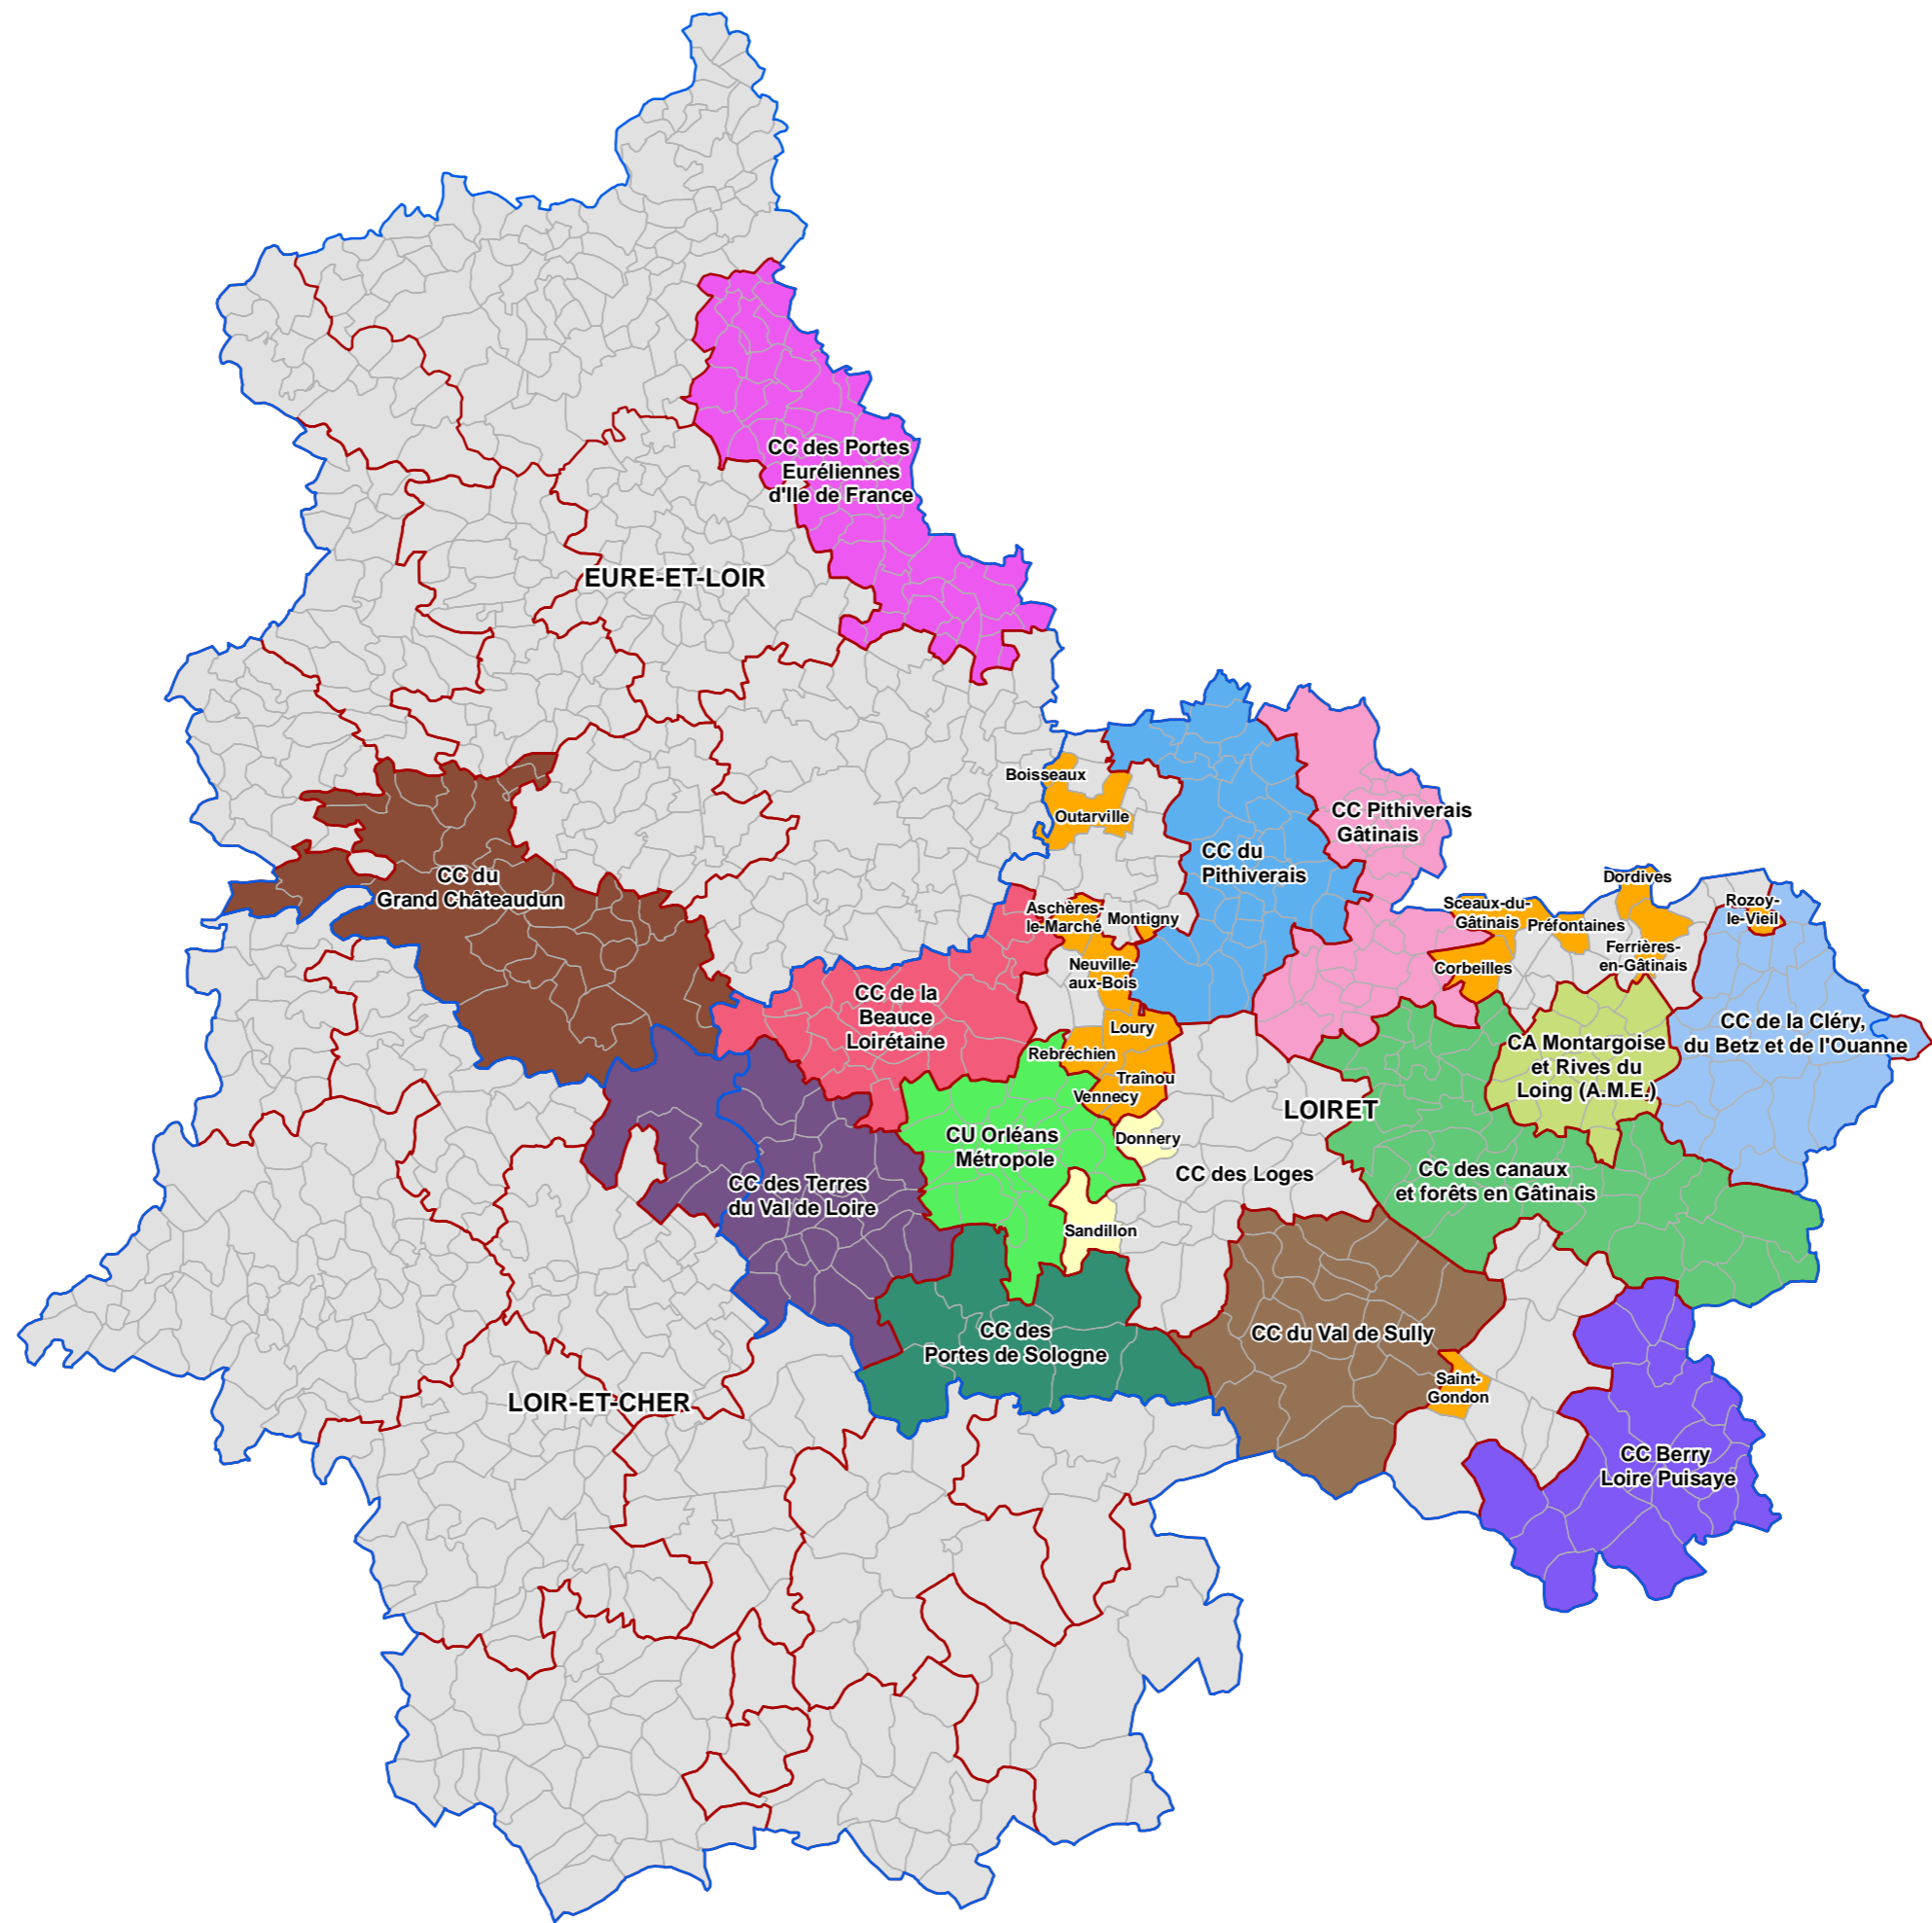 CC des Portes
Euréliennes
d'Ile de France
EURE-ET-LOIR
Boisseaux
Outarville
CC Pithiverais
Gâtinais
CC du
Pithiverais
CC du
Grand Châteaudun
Dordives
Aschères-
le-Marché
Montigny
Sceaux-du-
Gâtinais
Préfontaines
Rozoy-
le-Vieil
Ferrières-
en-Gâtinais
Neuville-
aux-Bois
Corbeilles
CC de la
Beauce
Loirétaine
Loury
Rebréchien
CC de la Cléry,
du Betz et de l'Ouanne
CA Montargoise
et Rives du
Loing (A.M.E.)
Traînou
Vennecy
LOIRET
CU Orléans
Métropole
Donnery
CC des Loges
CC des canaux
et forêts en Gâtinais
CC des Terres
du Val de Loire
Sandillon
CC des
Portes de Sologne
CC du Val de Sully
Saint-
Gondon
LOIR-ET-CHER
CC Berry
Loire Puisaye